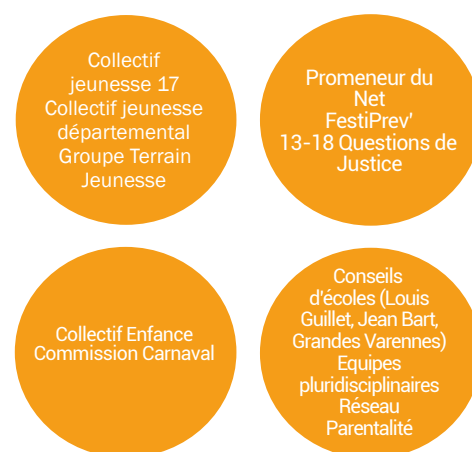 Collectif
jeunesse 17
Collectif jeunesse
départemental
Groupe Terrain
Jeunesse
Promeneur du
Net
FestiPrev'
13-18 Questions de
Justice
Collectif Enfance
Commission Carnaval
Conseils
d'écoles (Louis
Guillet, Jean Bart,
Grandes Varennes)
Equipes
pluridisciplinaires
Réseau
Parentalité